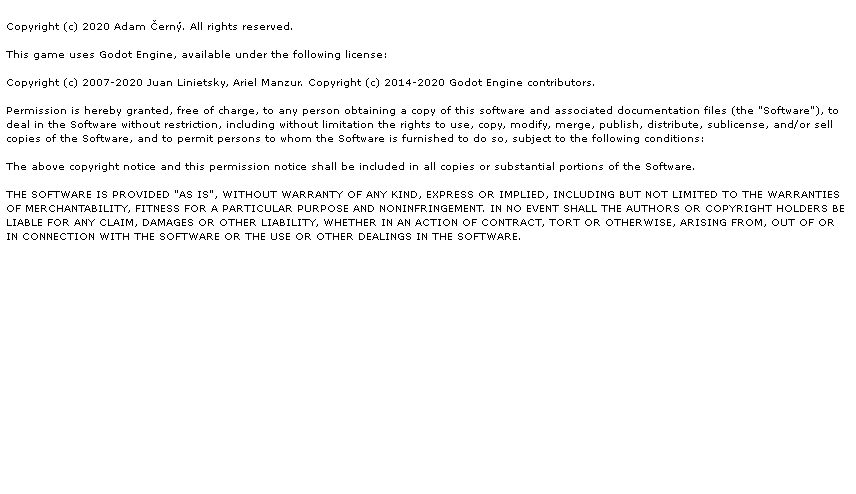 Copyright (c) 2020 Adam Černý. All rights reserved.
This game uses Godot Engine, available under the following license:
Copyright (c) 2007-2020 Juan Linietsky, Ariel Manzur. Copyright (c) 2014-2020 Godot Engine contributors.
Permission is hereby granted, free of charge, to any person obtaining a copy of this software and associated documentation files (the "Software"), to
deal in the Software without restriction, including without limitation the rights to use, copy, modify, merge, publish, distribute, sublicense, and/or sell
copies of the Software, and to permit persons to whom the Software is furnished to do so, subject to the following conditions:
The above copyright notice and this permission notice shall be included in all copies or substantial portions of the Software.
THE SOFTWARE IS PROVIDED "AS IS", WITHOUT WARRANTY OF ANY KIND, EXPRESS OR IMPLIED, INCLUDING BUT NOT LIMITED TO THE WARRANTIES
OF MERCHANTABILITY, FITNESS FOR A PARTICULAR PURPOSE AND NONINFRINGEMENT. IN NO EVENT SHALL THE AUTHORS OR COPYRIGHT HOLDERS BE
LIABLE FOR ANY CLAIM, DAMAGES OR OTHER LIABILITY, WHETHER IN AN ACTION OF CONTRACT, TORT OR OTHERWISE, ARISING FROM, OUT OF OR
IN CONNECTION WITH THE SOFTWARE OR THE USE OR OTHER DEALINGS IN THE SOFTWARE.